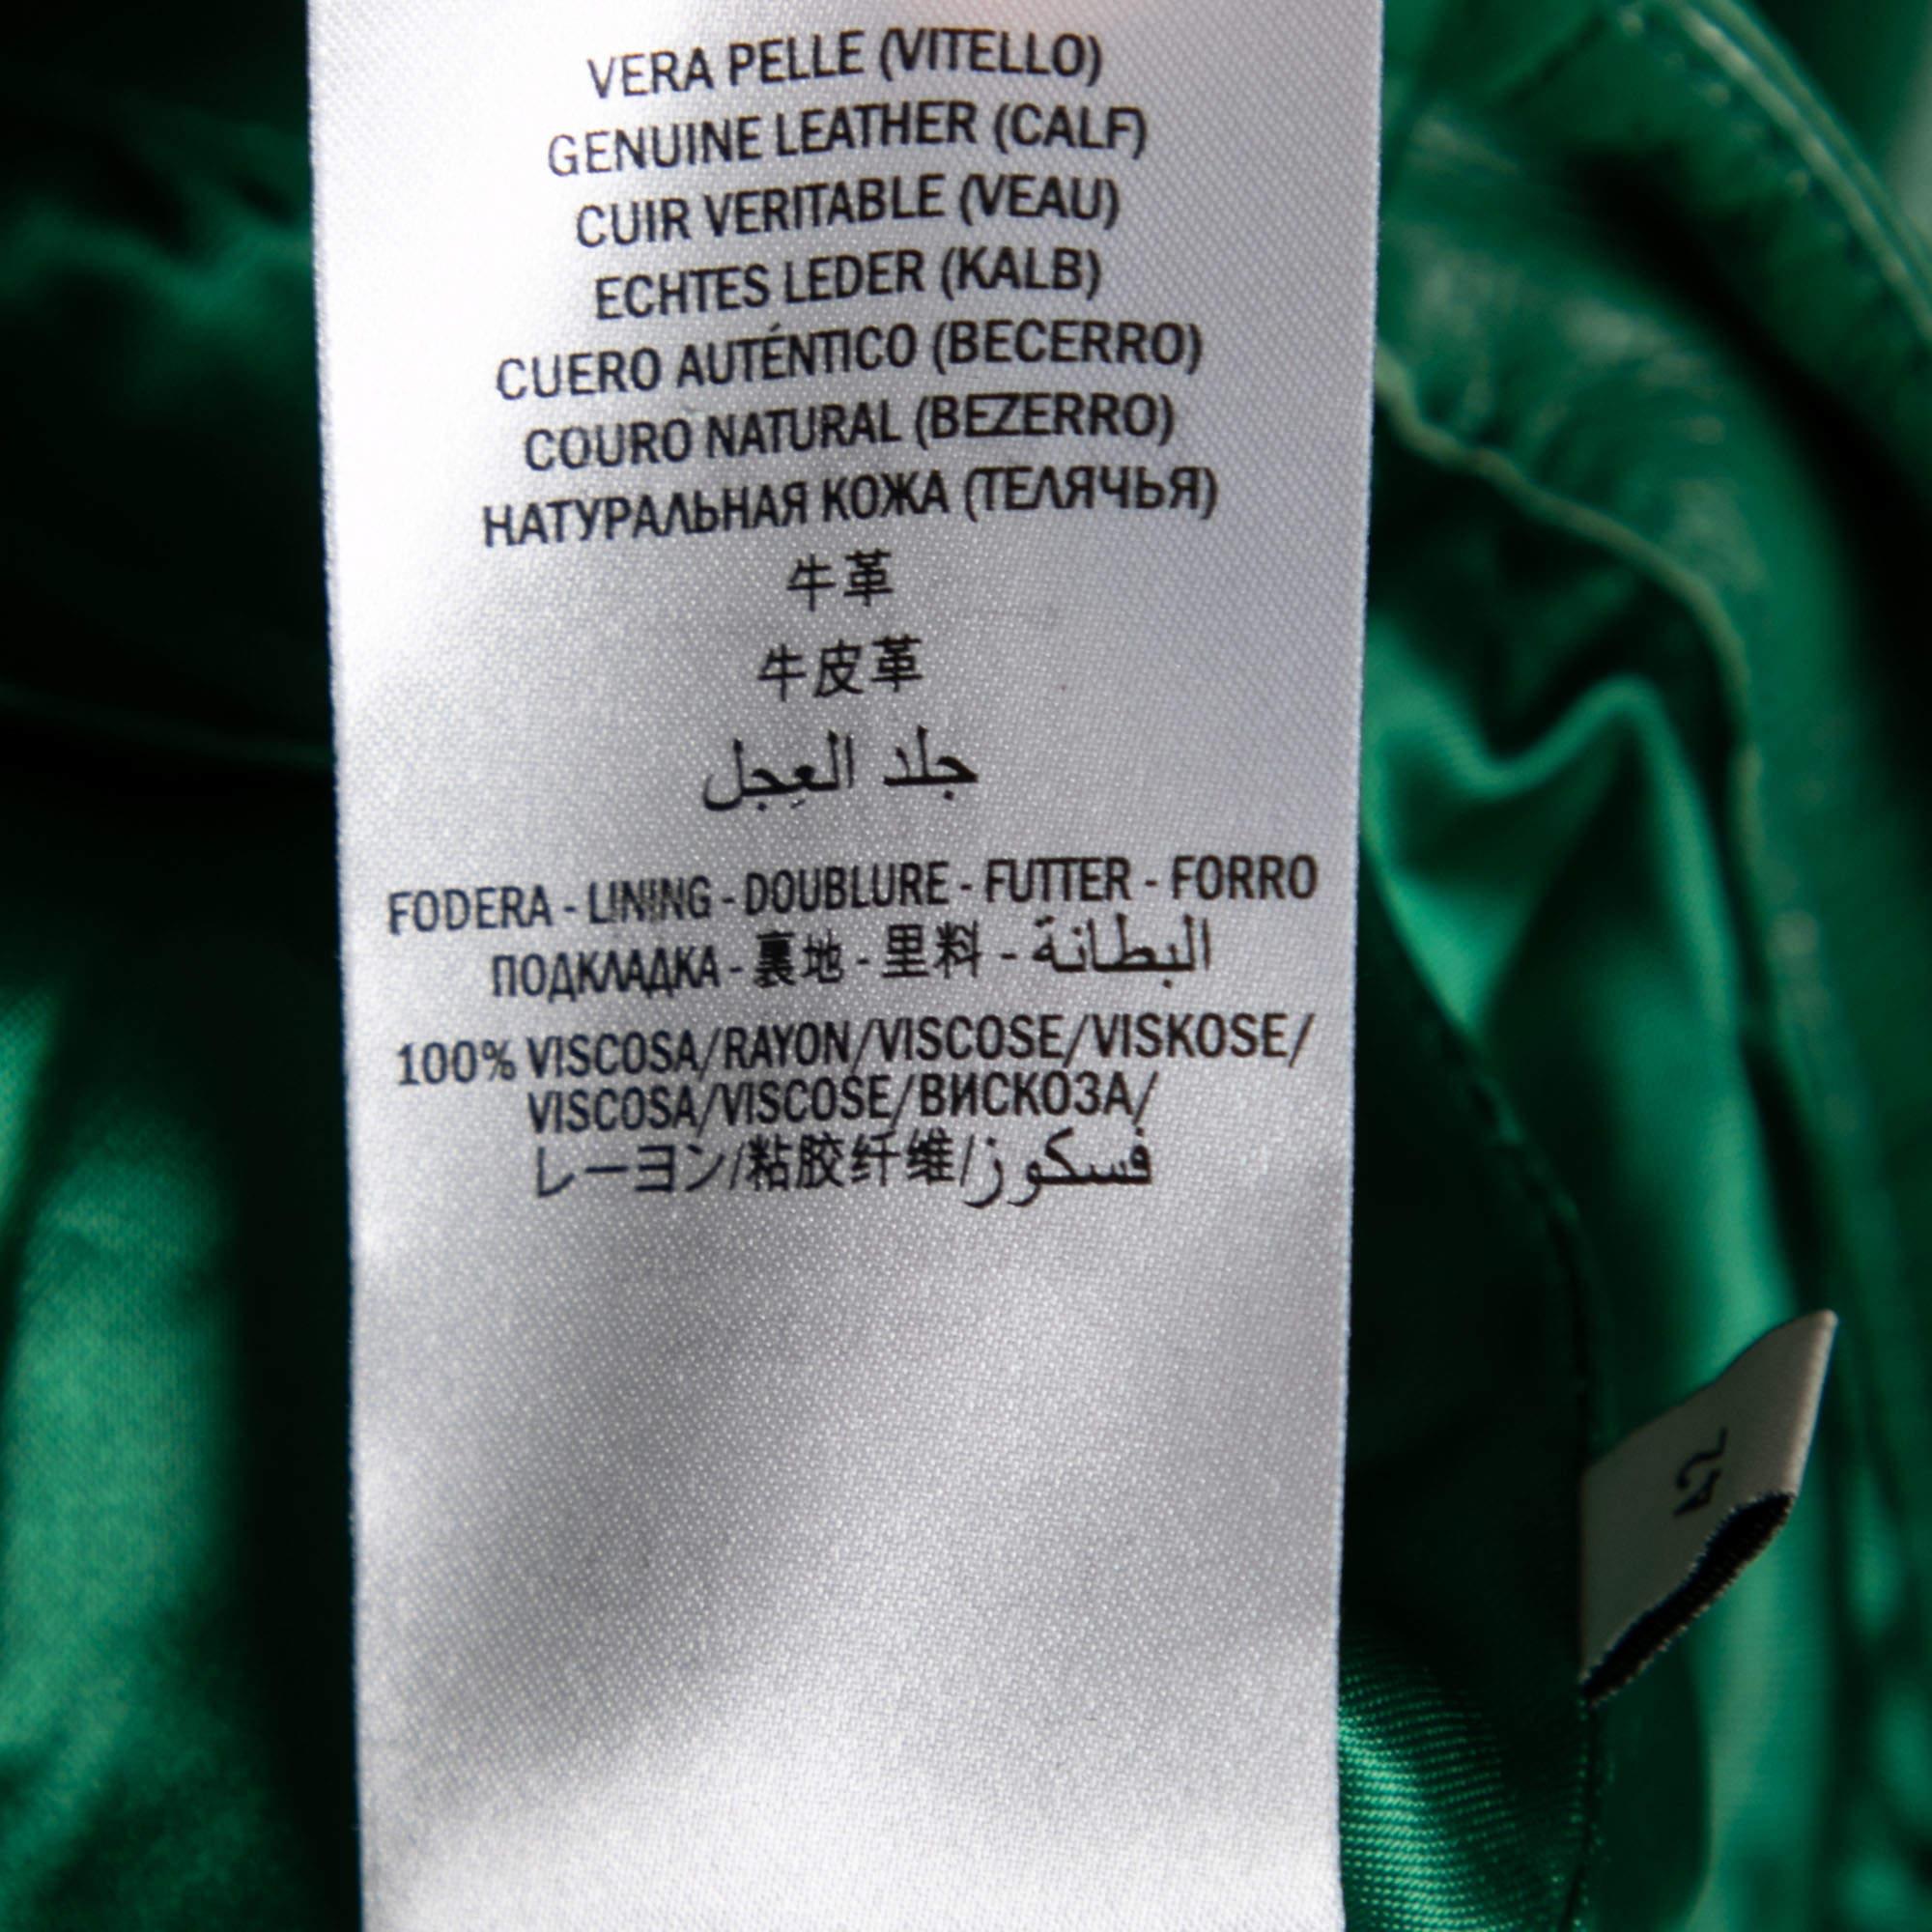 VERA PELLE (VITELLO)
GENUINE LEATHER (CALF)
CUIR VERITABLE (VEAU)
ECHTES LEDER (KALB)
CUERO AUTÉNTICO (BECERRO)
COURO NATURAL (BEZERRO)
НАТУРАЛЬНАЯ КОЖА (ТЕЛЯЧЬЯ)
牛革
牛皮革
جلد العِجل
FODERA - LINING - DOUBLURE - FUTTER - FORRO
ПОДКЛАДКА - 裏地 - 里料 - البطانة
100% VISCOSA/RAYON/VISCOSE/VISKOSE/
VISCOSA/VISCOSE/ВИСКОЗА/
レーヨン/粘胶纤维/فسكوز
42